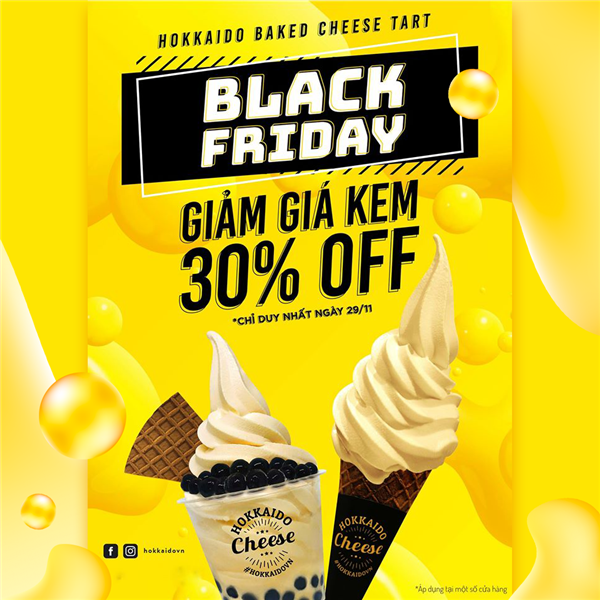 HOKKAIDO BAKED CHEESE TART
BLACK
FRIDAY
GIẢM GIÁ KEM
30% OFF
*CHỈ DUY NHẤT NGÀY 29/11
HOKKAIDO
Cheese
#HOKKAIDOVN
HOKKAIDO
Cheese
#HOKKAIDOVN
f hokkaidovn
*Áp dụng tại một số cửa hàng